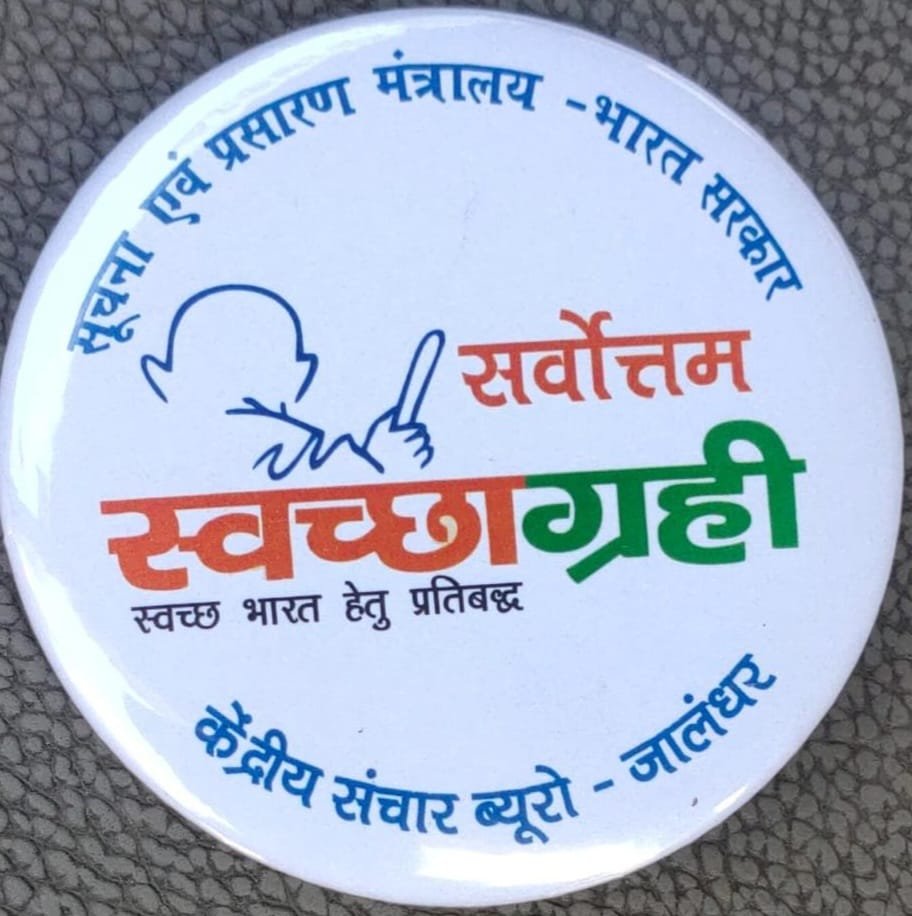 सूचना एवं प्रसारण मंत्रालय - भारत सरकार
सर्वोत्तम
स्वच्छाग्रही
स्वच्छ भारत हेतु प्रतिबद्ध
केंद्रीय संचार ब्यूरो - जालंधर